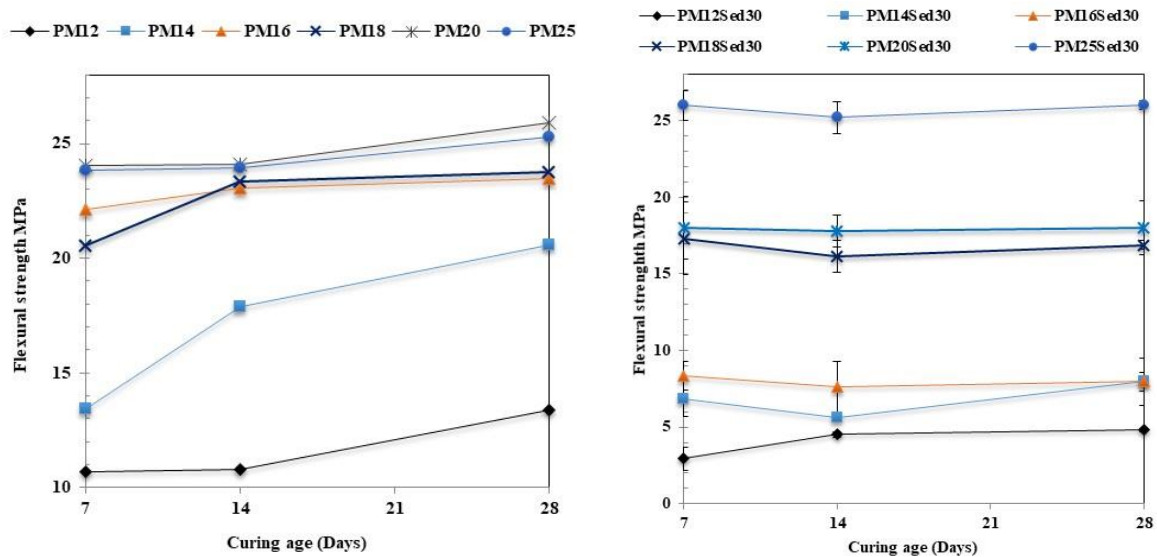 PM12 PM14 PM16 PM18 PM20 PM25
Flexural strength MPa
25
20
15
10
7 14 21 28
Curing age (Days)
PM12Sed30 PM14Sed30 PM16Sed30
PM18Sed30 PM20Sed30 PM25Sed30
Flexural strenghth MPa
25
20
15
10
5
0
7 14 21 28
Curing age (Days)